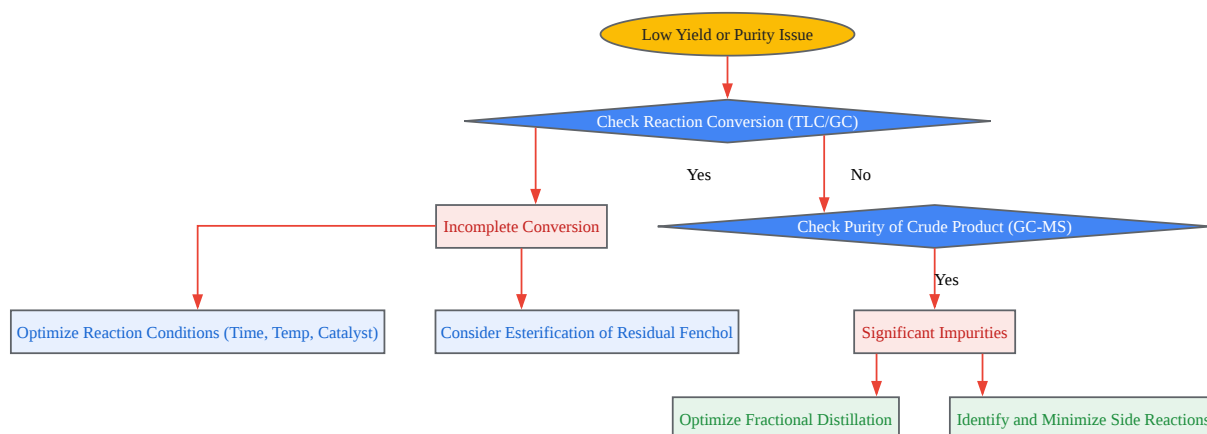 Low Yield or Purity Issue
Check Reaction Conversion (TLC/GC)
Yes
No
Incomplete Conversion
Check Purity of Crude Product (GC-MS)
Yes
Optimize Reaction Conditions (Time, Temp, Catalyst)
Consider Esterification of Residual Fenchol
Significant Impurities
Optimize Fractional Distillation
Identify and Minimize Side Reactions